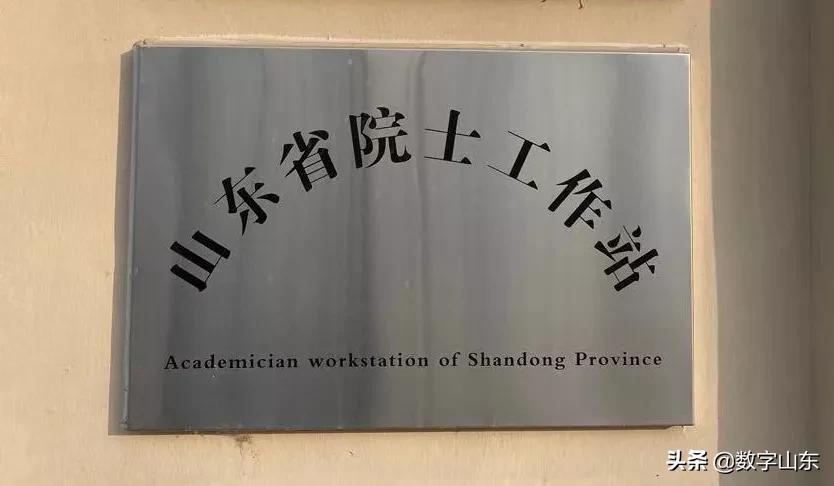 山东省院士工作站
Academician workstation of Shandong Province
头条 @数字山东